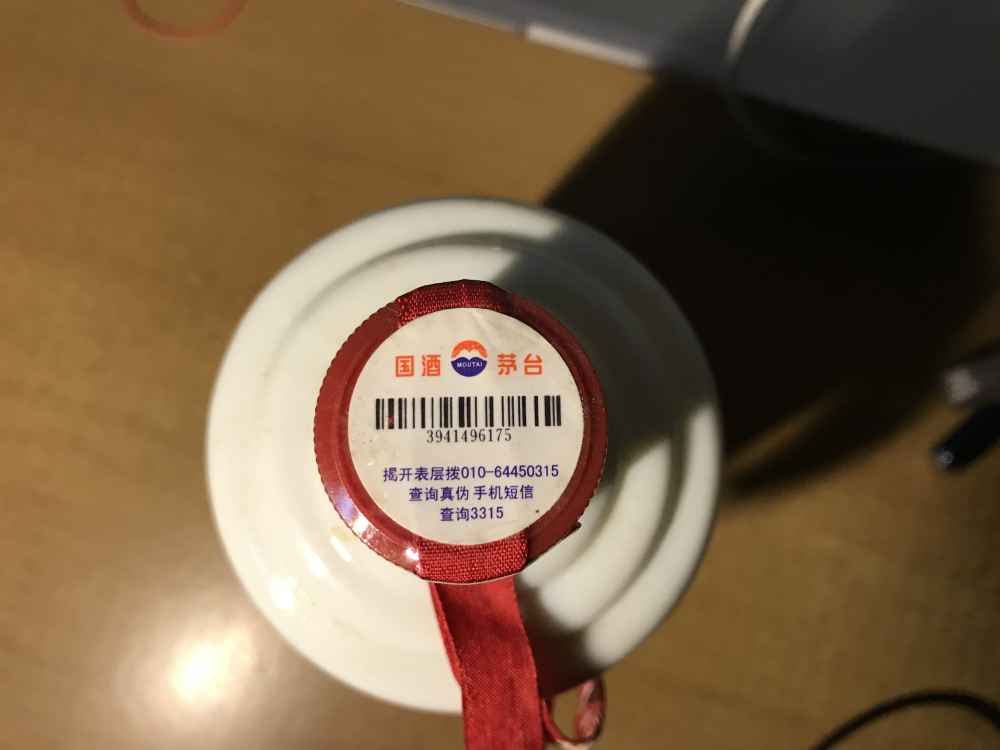 国酒 MOUTAI 茅台
3941496175
揭开表层拨010-64450315
查询真伪 手机短信
查询3315